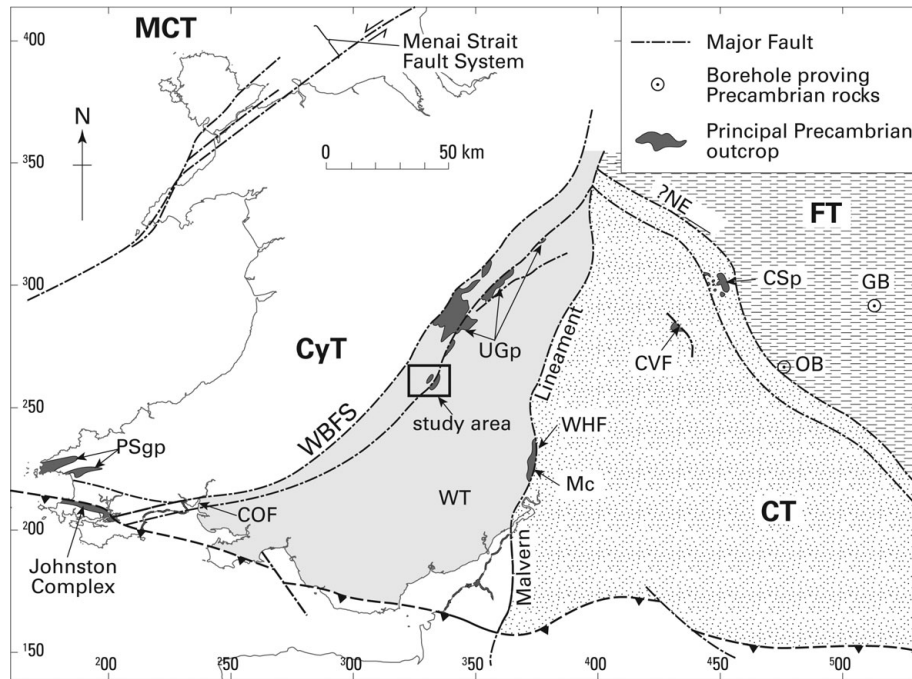 400
MCT
Menai Strait
Fault System
Major Fault
Borehole proving
Precambrian rocks
Principal Precambrian
outcrop
N
0
50 km
350
?NE
FT
300
CSp
GB
CyT
UGp
CVF
OB
Lineament
study area
250
WBFS
WHF
PSgp
Mc
WT
COF
CT
200
Johnston
Complex
Malvern
150
200
250
300
350
400
450
500